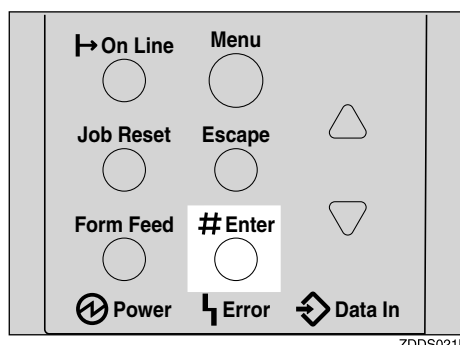 On Line Menu
Job Reset Escape
Form Feed # Enter
Power Error Data In